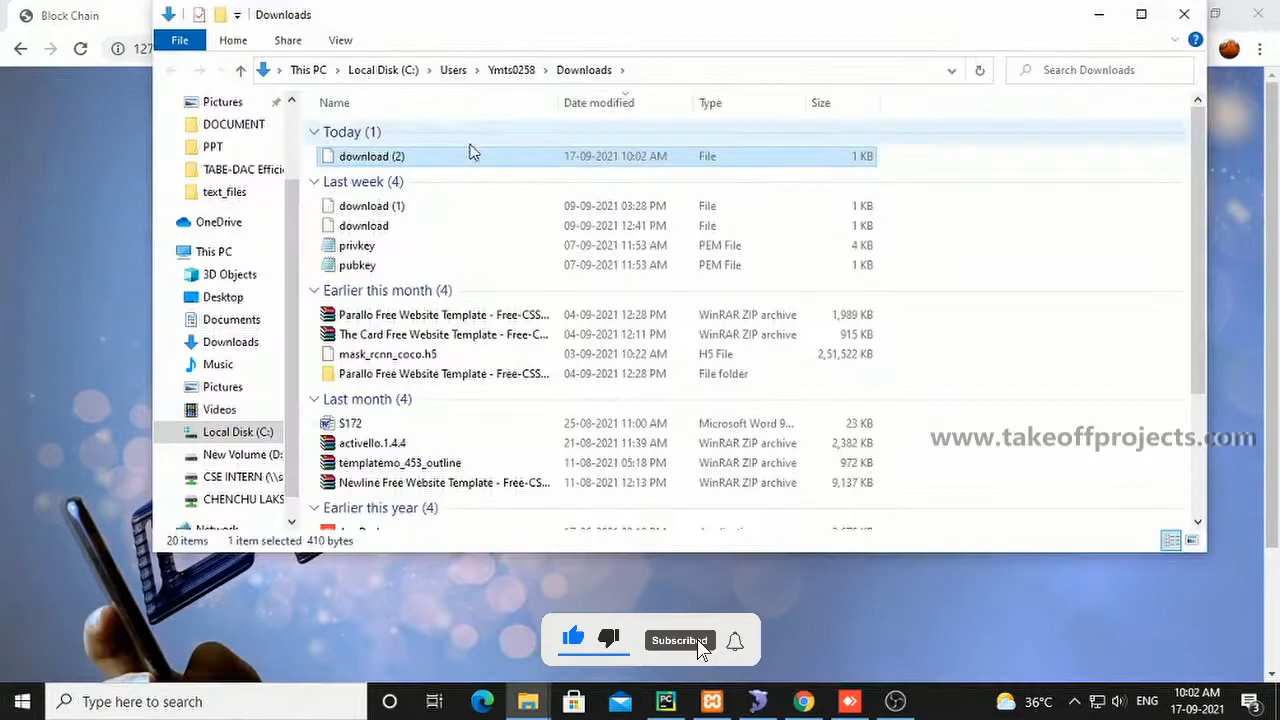 Block Chain
Downloads
127
File
Home
Share
View
This PC
Local Disk (C:)
Users
Ymts0258
Downloads
Search Downloads
Pictures
DOCUMENT
PPT
TABE-DAC Effici
text_files
OneDrive
This PC
3D Objects
Desktop
Documents
Downloads
Music
Pictures
Videos
Local Disk (C:)
New Volume (D:
CSE INTERN (\\s
CHENCHU LAKS
Network
Name Date modified Type Size
Today (1)
download (2) 17-09-2021 10:02 AM File 1 KB
Last week (4)
download (1) 09-09-2021 03:28 PM File 1 KB
download 09-09-2021 12:41 PM File 1 KB
privkey 07-09-2021 11:53 AM PEM File 4 KB
pubkey 07-09-2021 11:53 AM PEM File 1 KB
Earlier this month (4)
Parallo Free Website Template - Free-CSS... 04-09-2021 12:28 PM WinRAR ZIP archive 1,989 KB
The Card Free Website Template - Free-C... 04-09-2021 12:11 PM WinRAR ZIP archive 915 KB
mask_rcnn_coco.h5 03-09-2021 10:22 AM H5 File 2,51,522 KB
Parallo Free Website Template - Free-CSS... 04-09-2021 12:28 PM File folder
Last month (4)
S172 25-08-2021 11:00 AM Microsoft Word 9... 23 KB
activello.1.4.4 21-08-2021 11:39 AM WinRAR ZIP archive 2,382 KB
templatemo_453_outline 11-08-2021 05:18 PM WinRAR ZIP archive 972 KB
Newline Free Website Template - Free-CS... 11-08-2021 12:13 PM WinRAR ZIP archive 9,137 KB
Earlier this year (4)
www.takeoffprojects.com
20 items 1 item selected 410 bytes
Subscribed
Type here to search
PC
36°C
ENG
10:02 AM
17-09-2021
3